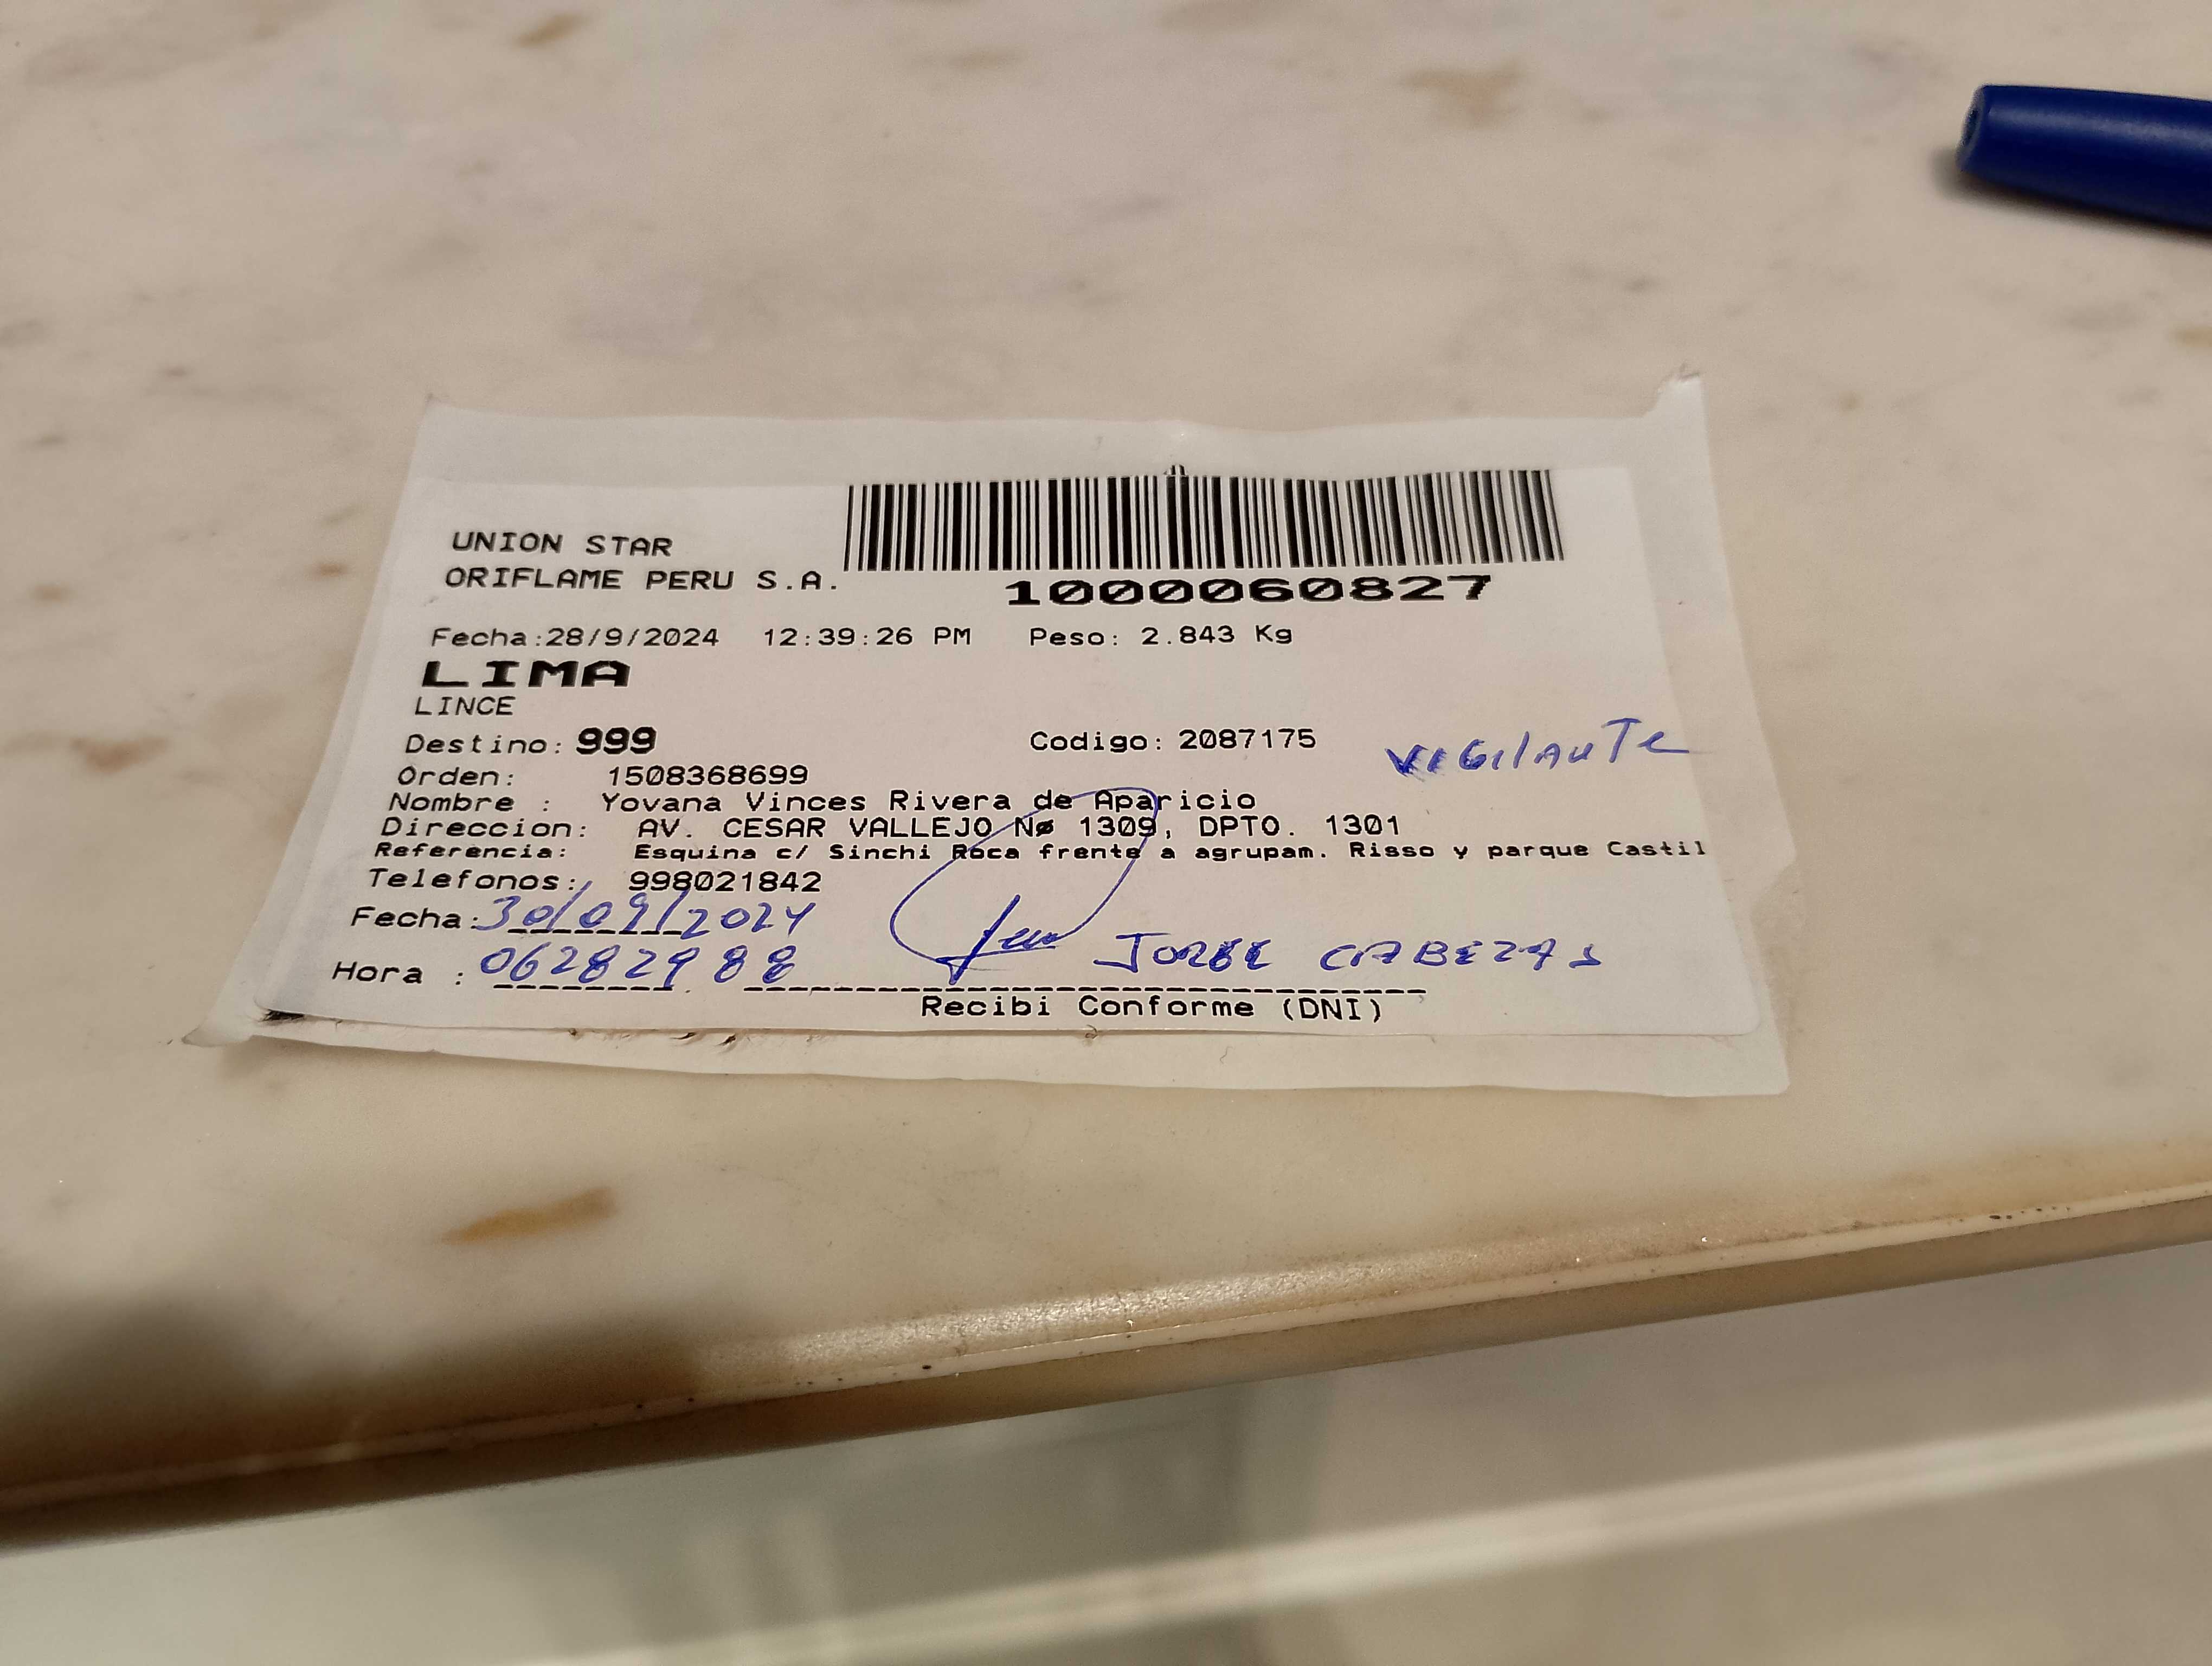 UNION STAR
ORIFLAME PERU S.A.
1000060827
Fecha:28/9/2024 12:39:26 PM Peso: 2.843 Kg
LIMA
LINCE
Destino: 999 Codigo: 2087175 VIGILANTE
Orden: 1508368699
Nombre : Yovana Vinces Rivera de Aparicio
Direccion: AV. CESAR VALLEJO Nø 1309, DPTO. 1301
Referencia: Esquina c/ Sinchi Roca frente a agrupam. Risso y parque Castil
Telefonos: 998021842
Fecha: 30/09/2024
Hora : 06282988 JORGE CABEZAS
Recibi Conforme (DNI)